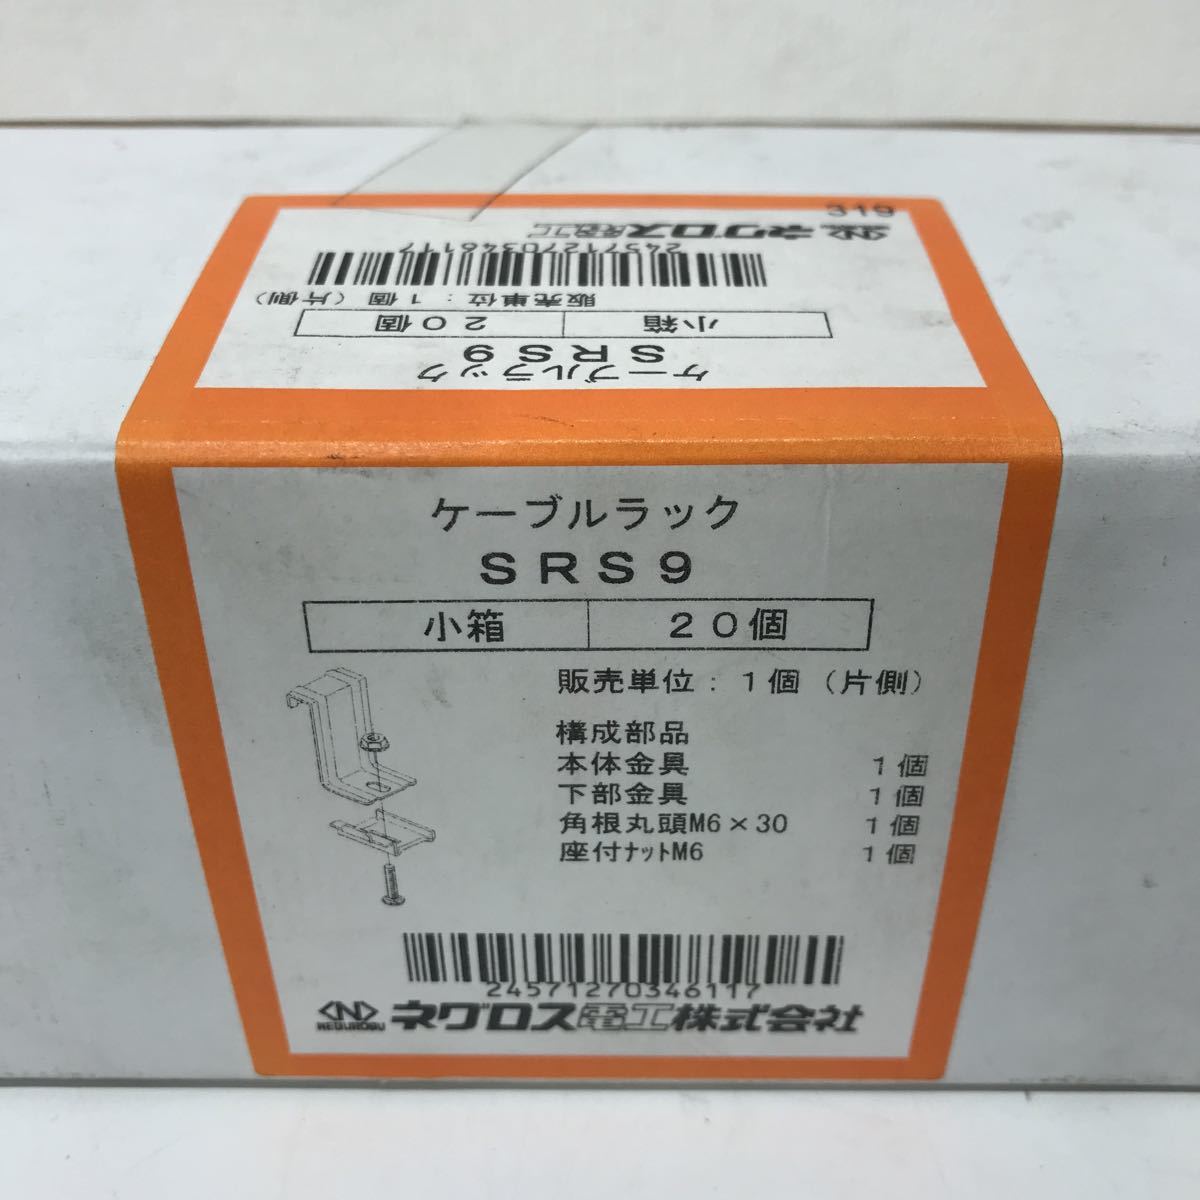 319
ネグロス電工
24571270346117
販売単位：１個（片側）
小箱 ２０個
ＳＲＳ９
ケーブルラック
ケーブルラック
ＳＲＳ９
小箱 ２０個
販売単位：１個（片側）
構成部品
本体金具 １個
下部金具 １個
角根丸頭M6×30 １個
座付ﾅｯﾄM6 １個
24571270346117
NEGUROSU ネグロス電工株式会社